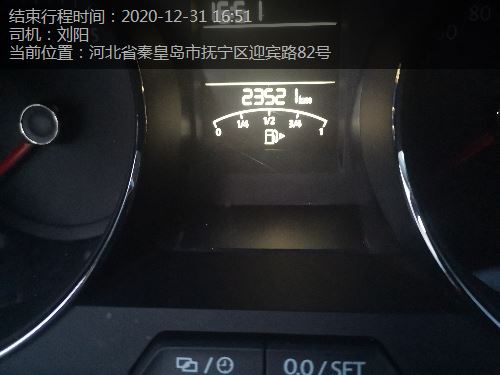 结束行程时间：2020-12-31 16:51
司机：刘阳
当前位置：河北省秦皇岛市抚宁区迎宾路82号
80
23521 km
0 1/4 1/2 3/4 1
0.0 / SET